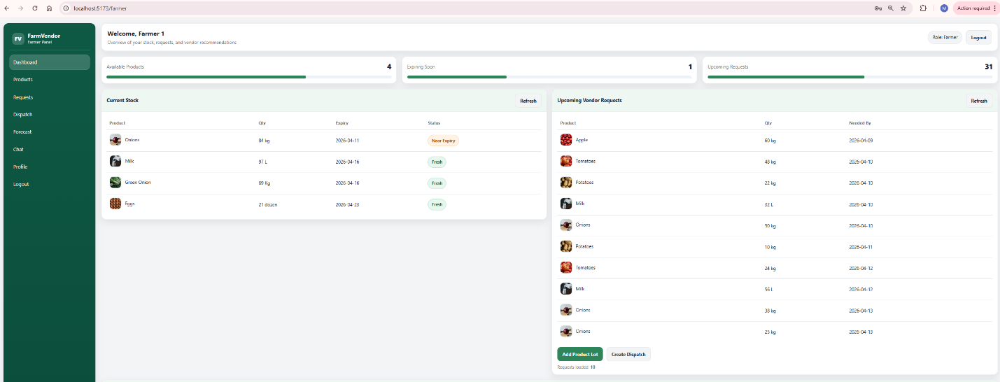 localhost:5173/farmer
M
Action required
FV
FarmVendor
Farmer Panel
Dashboard
Products
Requests
Dispatch
Forecast
Chat
Profile
Logout
Welcome, Farmer 1
Overview of your stock, requests, and vendor recommendations
Role: Farmer
Logout
Available Products 4
Expiring Soon 1
Upcoming Requests 31
Current Stock Refresh
Product Qty Expiry Status
Onions 84 kg 2026-04-11 Near Expiry
Milk 97 L 2026-04-16 Fresh
Green Onion 69 Kg 2026-04-16 Fresh
Eggs 21 dozen 2026-04-23 Fresh
Upcoming Vendor Requests Refresh
Product Qty Needed By
Apple 60 kg 2026-04-09
Tomatoes 48 kg 2026-04-10
Potatoes 22 kg 2026-04-10
Milk 32 L 2026-04-10
Onions 50 kg 2026-04-10
Potatoes 10 kg 2026-04-11
Tomatoes 24 kg 2026-04-12
Milk 56 L 2026-04-12
Onions 38 kg 2026-04-13
Onions 25 kg 2026-04-13
Add Product Lot Create Dispatch
Requests loaded: 10